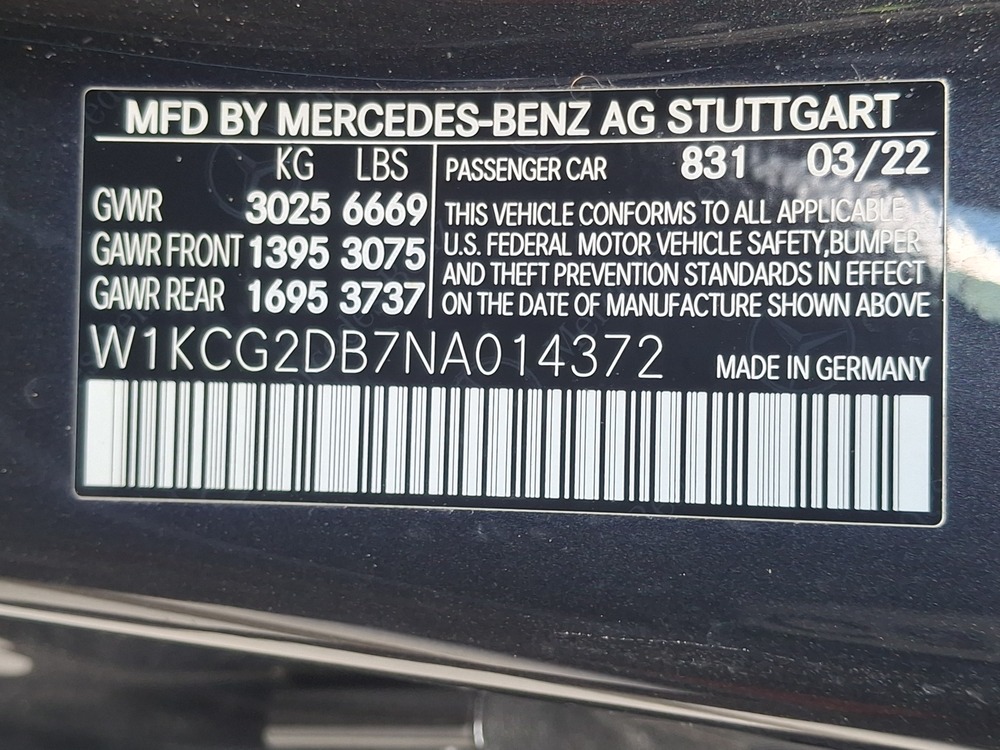 MFD BY MERCEDES-BENZ AG STUTTGART
KG LBS
GVWR 3025 6669
GAWR FRONT 1395 3075
GAWR REAR 1695 3737
PASSENGER CAR 831 03/22
THIS VEHICLE CONFORMS TO ALL APPLICABLE
U.S. FEDERAL MOTOR VEHICLE SAFETY,BUMPER
AND THEFT PREVENTION STANDARDS IN EFFECT
ON THE DATE OF MANUFACTURE SHOWN ABOVE
W1KCG2DB7NA014372
MADE IN GERMANY